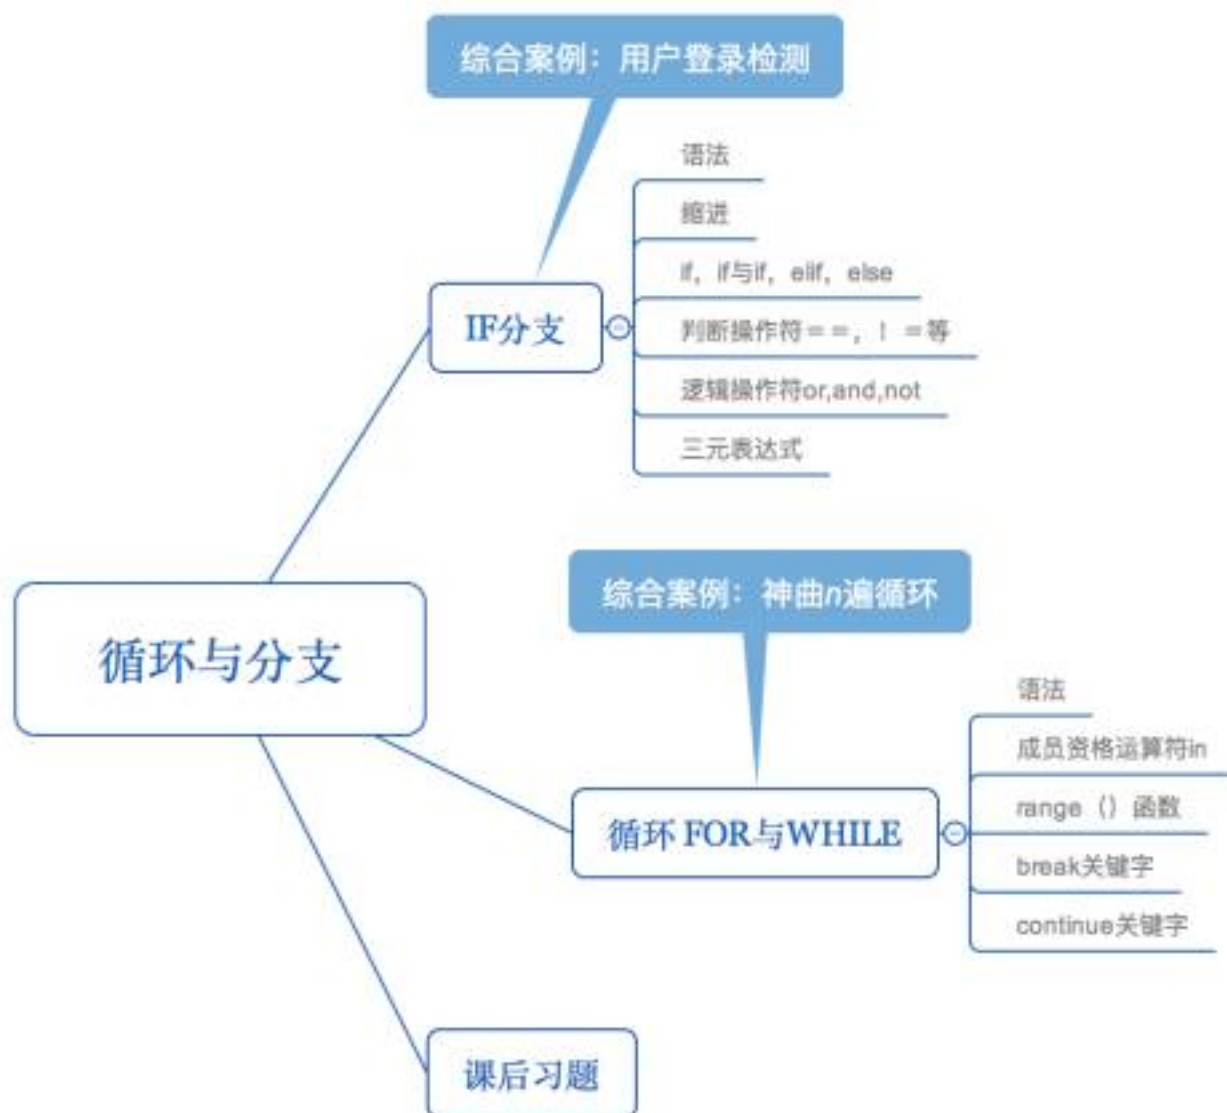 综合案例：用户登录检测
语法
缩进
if，if与if，elif，else
IF分支
判断操作符＝＝，！＝等
逻辑操作符or,and,not
三元表达式
综合案例：神曲n遍循环
循环与分支
语法
成员资格运算符in
range（）函数
循环 FOR与WHILE
break关键字
continue关键字
课后习题